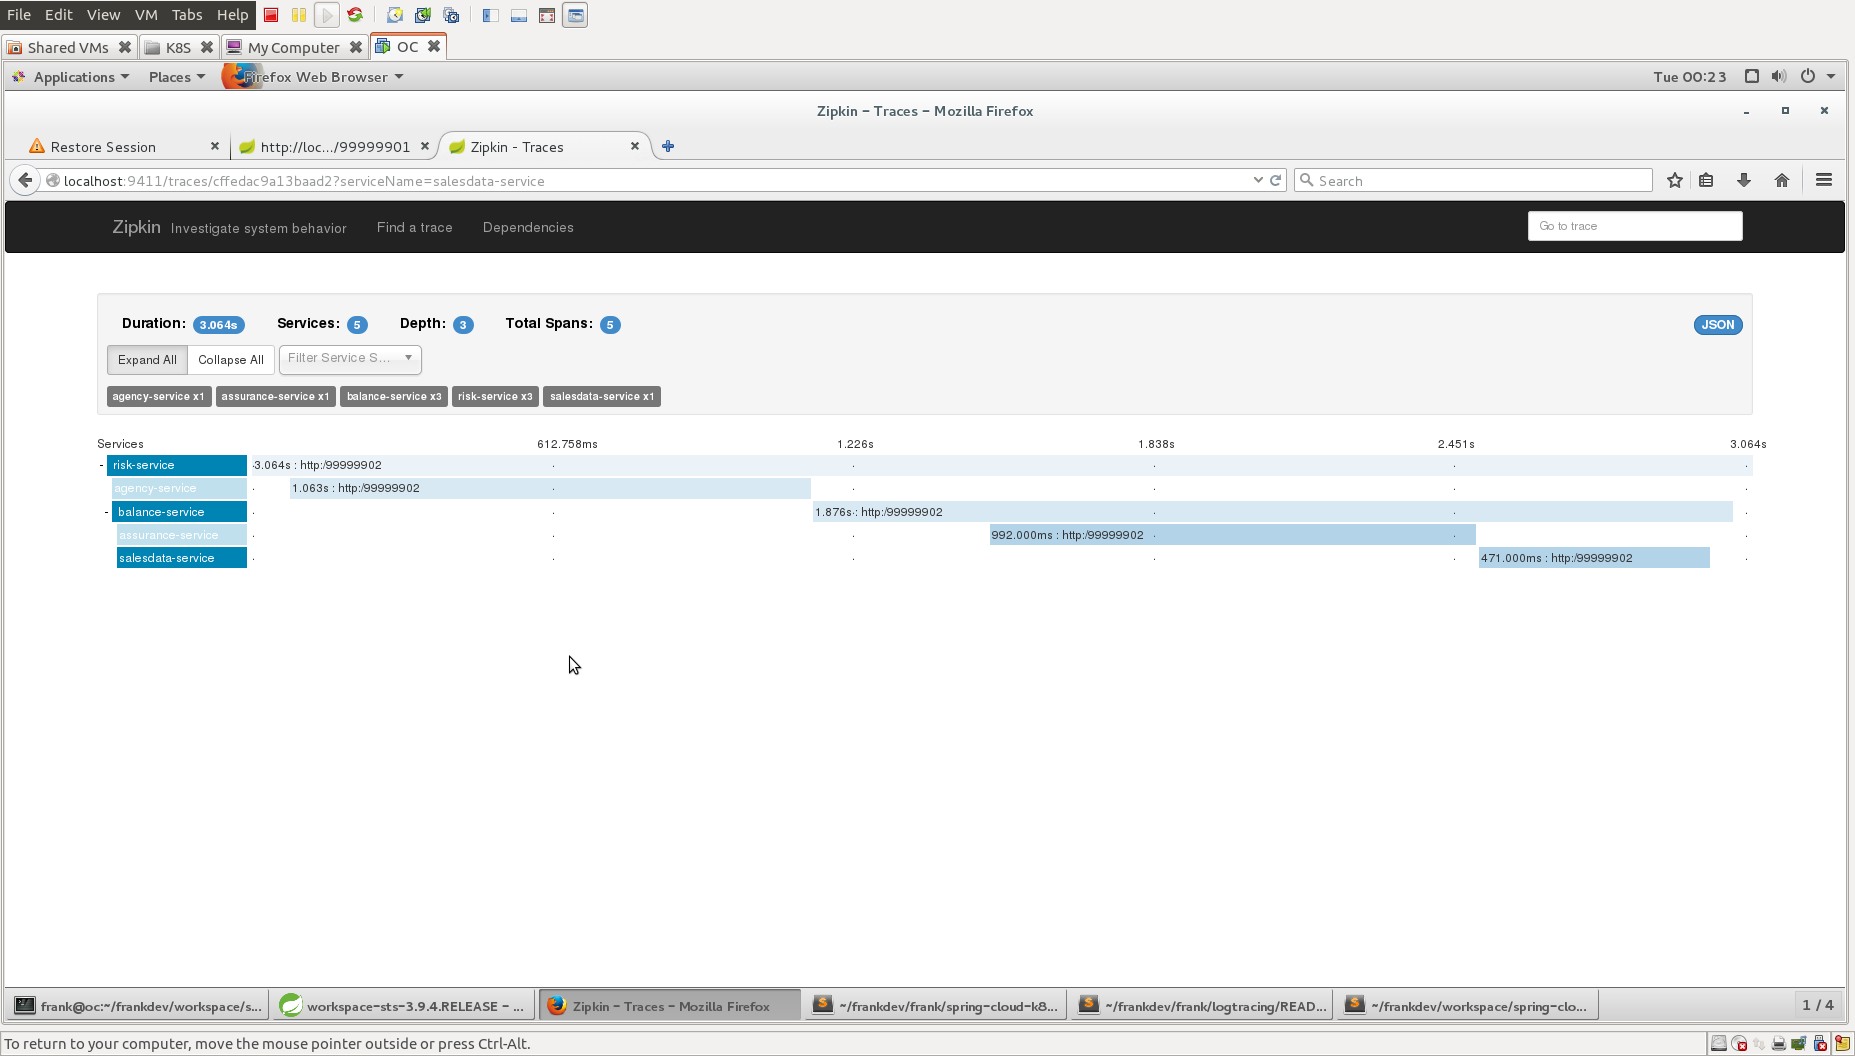 File Edit View VM Tabs Help
Shared VMs K8S My Computer OC
Applications Places Firefox Web Browser Tue 00:23
Zipkin – Traces – Mozilla Firefox
Restore Session http://loc.../99999901 Zipkin - Traces
localhost:9411/traces/cffedac9a13baad2?serviceName=salesdata-service Search
Zipkin Investigate system behavior Find a trace Dependencies Go to trace
Duration: 3.064s Services: 5 Depth: 3 Total Spans: 5 JSON
Expand All Collapse All Filter Service S...
agency-service x1 assurance-service x1 balance-service x3 risk-service x3 salesdata-service x1
Services 612.758ms 1.226s 1.838s 2.451s 3.064s
- risk-service 3.064s : http:/99999902
agency-service 1.063s : http:/99999902
- balance-service 1.876s : http:/99999902
assurance-service 992.000ms : http:/99999902
salesdata-service 471.000ms : http:/99999902
frank@oc:~/frankdev/workspace/s... workspace-sts-3.9.4.RELEASE – ... Zipkin – Traces – Mozilla Firefox ~/frankdev/frank/spring-cloud-k8... ~/frankdev/frank/logtracing/READ... ~/frankdev/workspace/spring-clo... 1 / 4
To return to your computer, move the mouse pointer outside or press Ctrl-Alt.